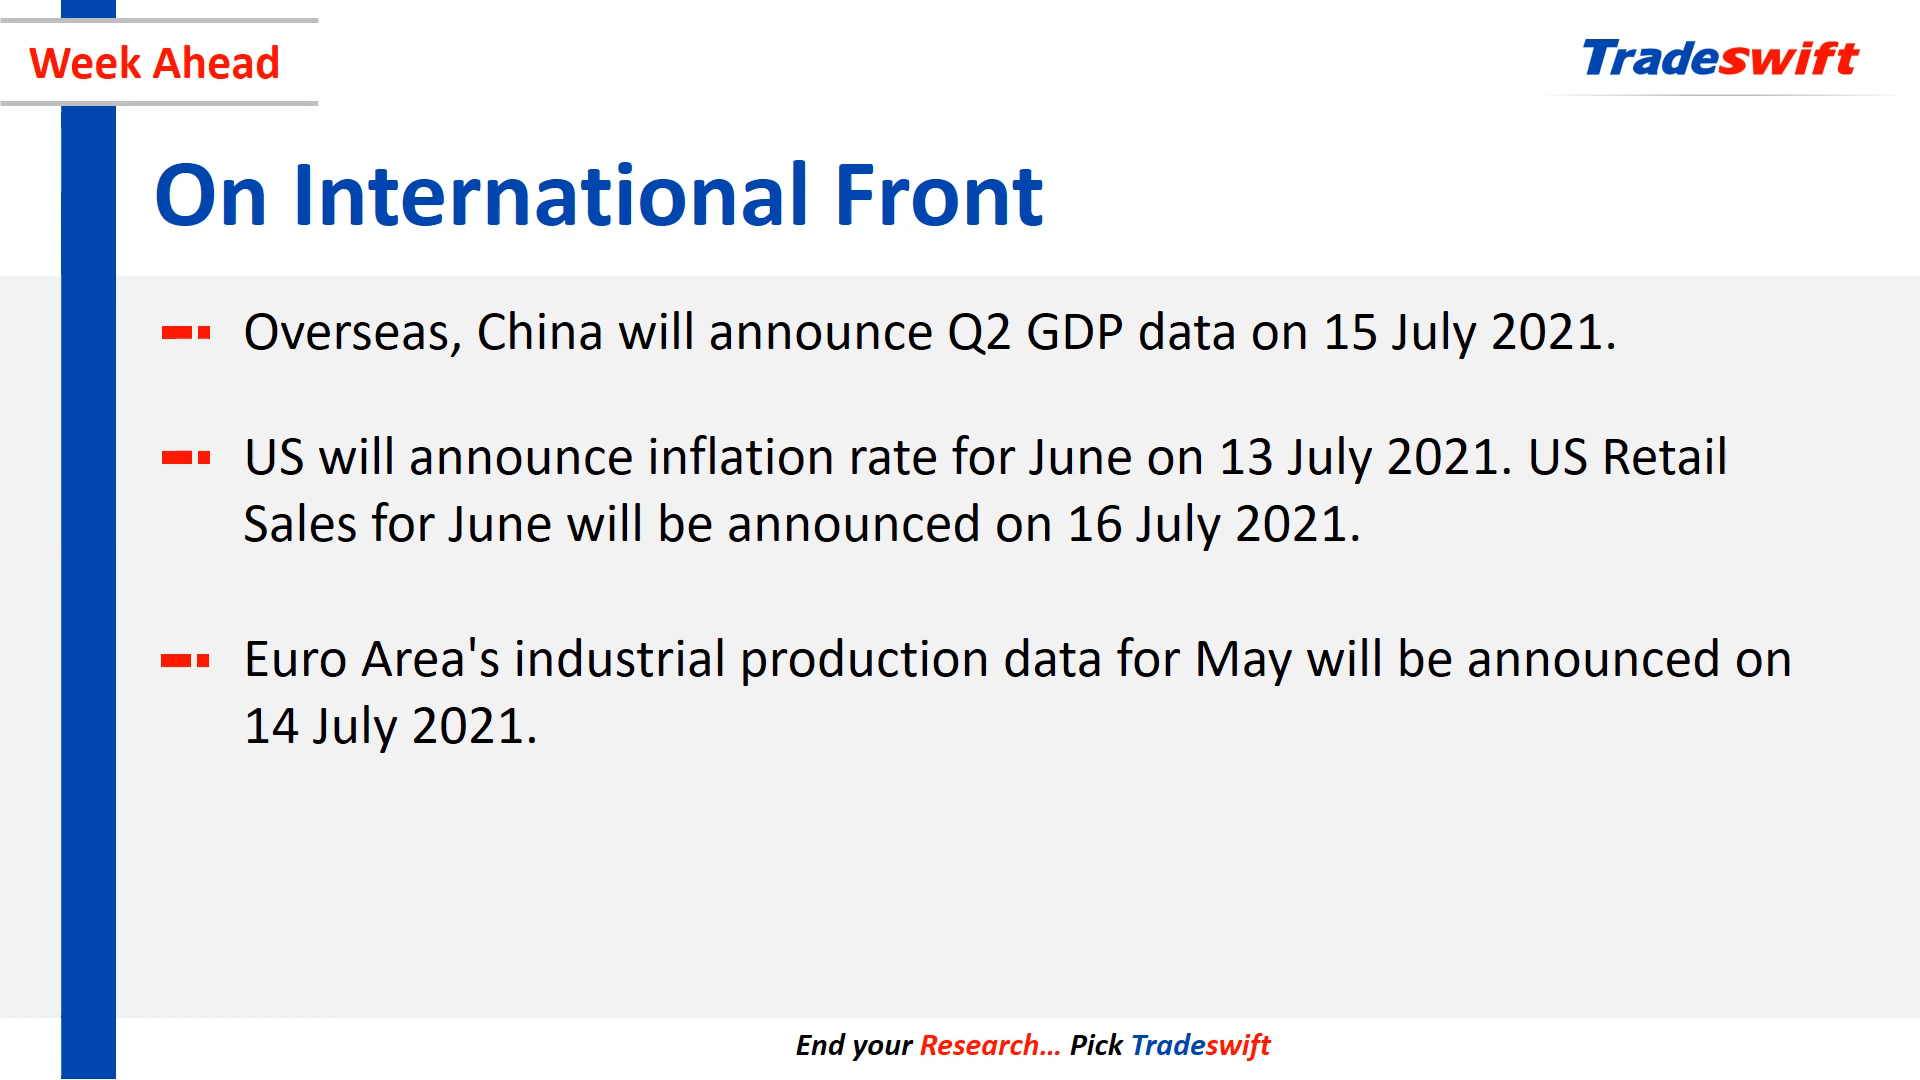 Week Ahead
Tradeswift
On International Front
Overseas, China will announce Q2 GDP data on 15 July 2021.
US will announce inflation rate for June on 13 July 2021. US Retail
Sales for June will be announced on 16 July 2021.
Euro Area's industrial production data for May will be announced on
14 July 2021.
End your Research... Pick Tradeswift